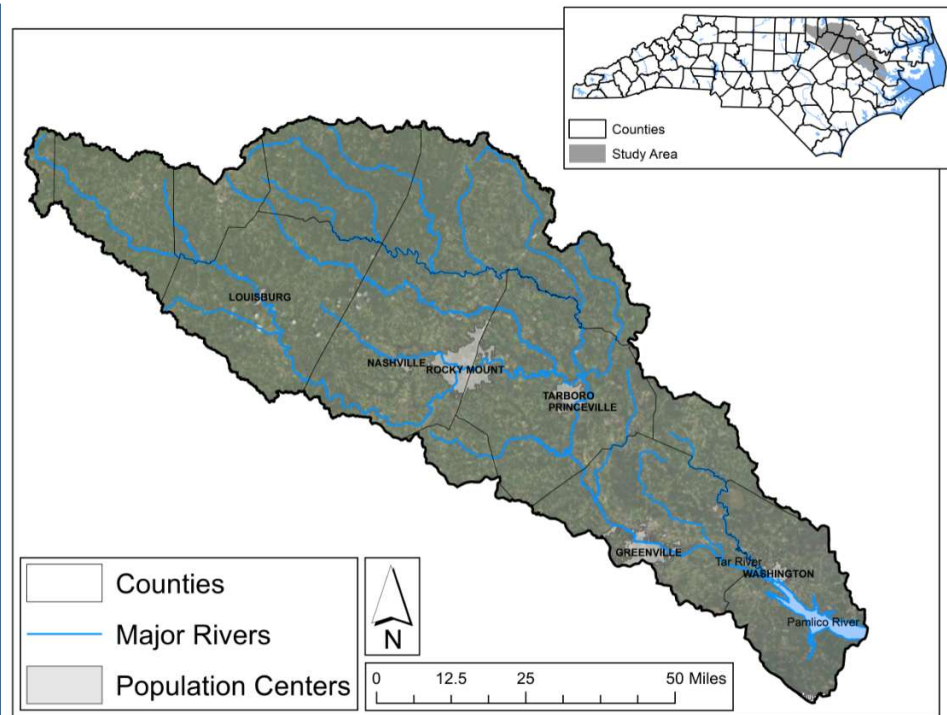 Counties
Study Area
LOUISBURG
NASHVILLE
ROCKY MOUNT
TARBORO
PRINCEVILLE
GREENVILLE
Tar River
WASHINGTON
Pamlico River
Counties
Major Rivers
Population Centers
N
0 12.5 25 50 Miles